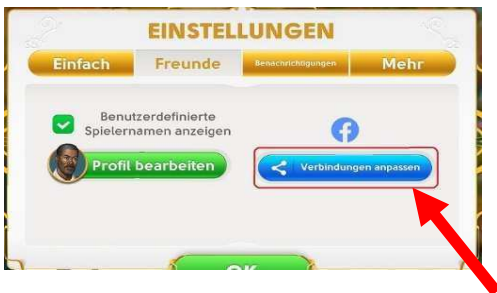 EINSTELLUNGEN
Einfach
Freunde
Benachrichtigungen
Mehr
Benutzerdefinierte
Spielernamen anzeigen
Profil bearbeiten
Verbindungen anpassen
OK